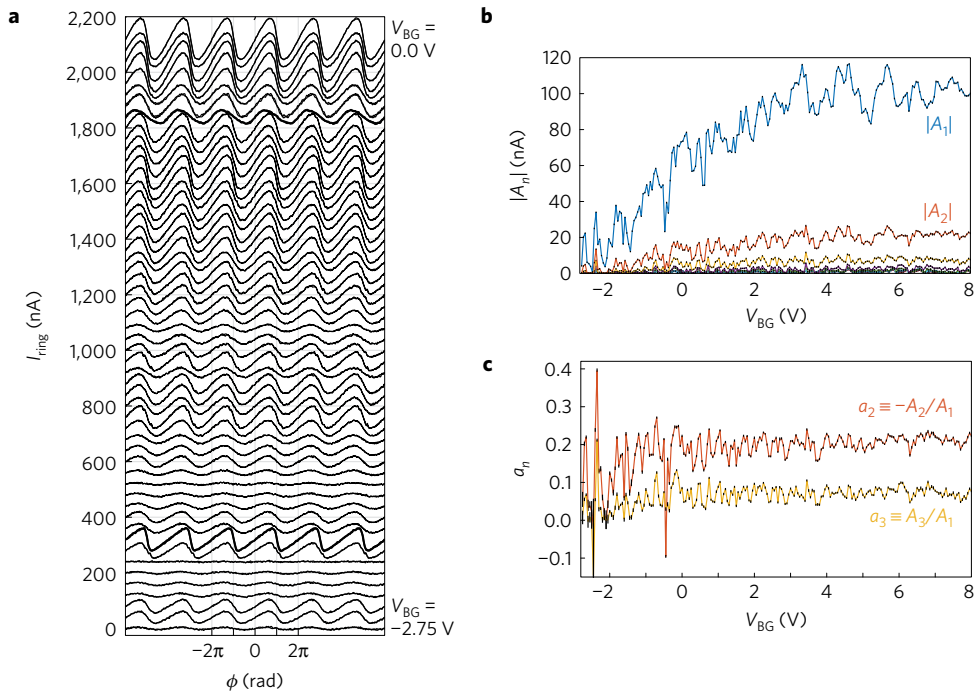 a
2,200
2,000
1,800
1,600
1,400
1,200
1,000
800
600
400
200
0
I_ring (nA)
−2π 0 2π
ϕ (rad)
V_BG =
0.0 V
V_BG =
−2.75 V
b
120
100
80
60
40
20
0
|A_n| (nA)
|A_1|
|A_2|
−2 0 2 4 6 8
V_BG (V)
c
0.4
0.3
0.2
0.1
0.0
−0.1
a_n
a_2 ≡ −A_2/A_1
a_3 ≡ A_3/A_1
−2 0 2 4 6 8
V_BG (V)